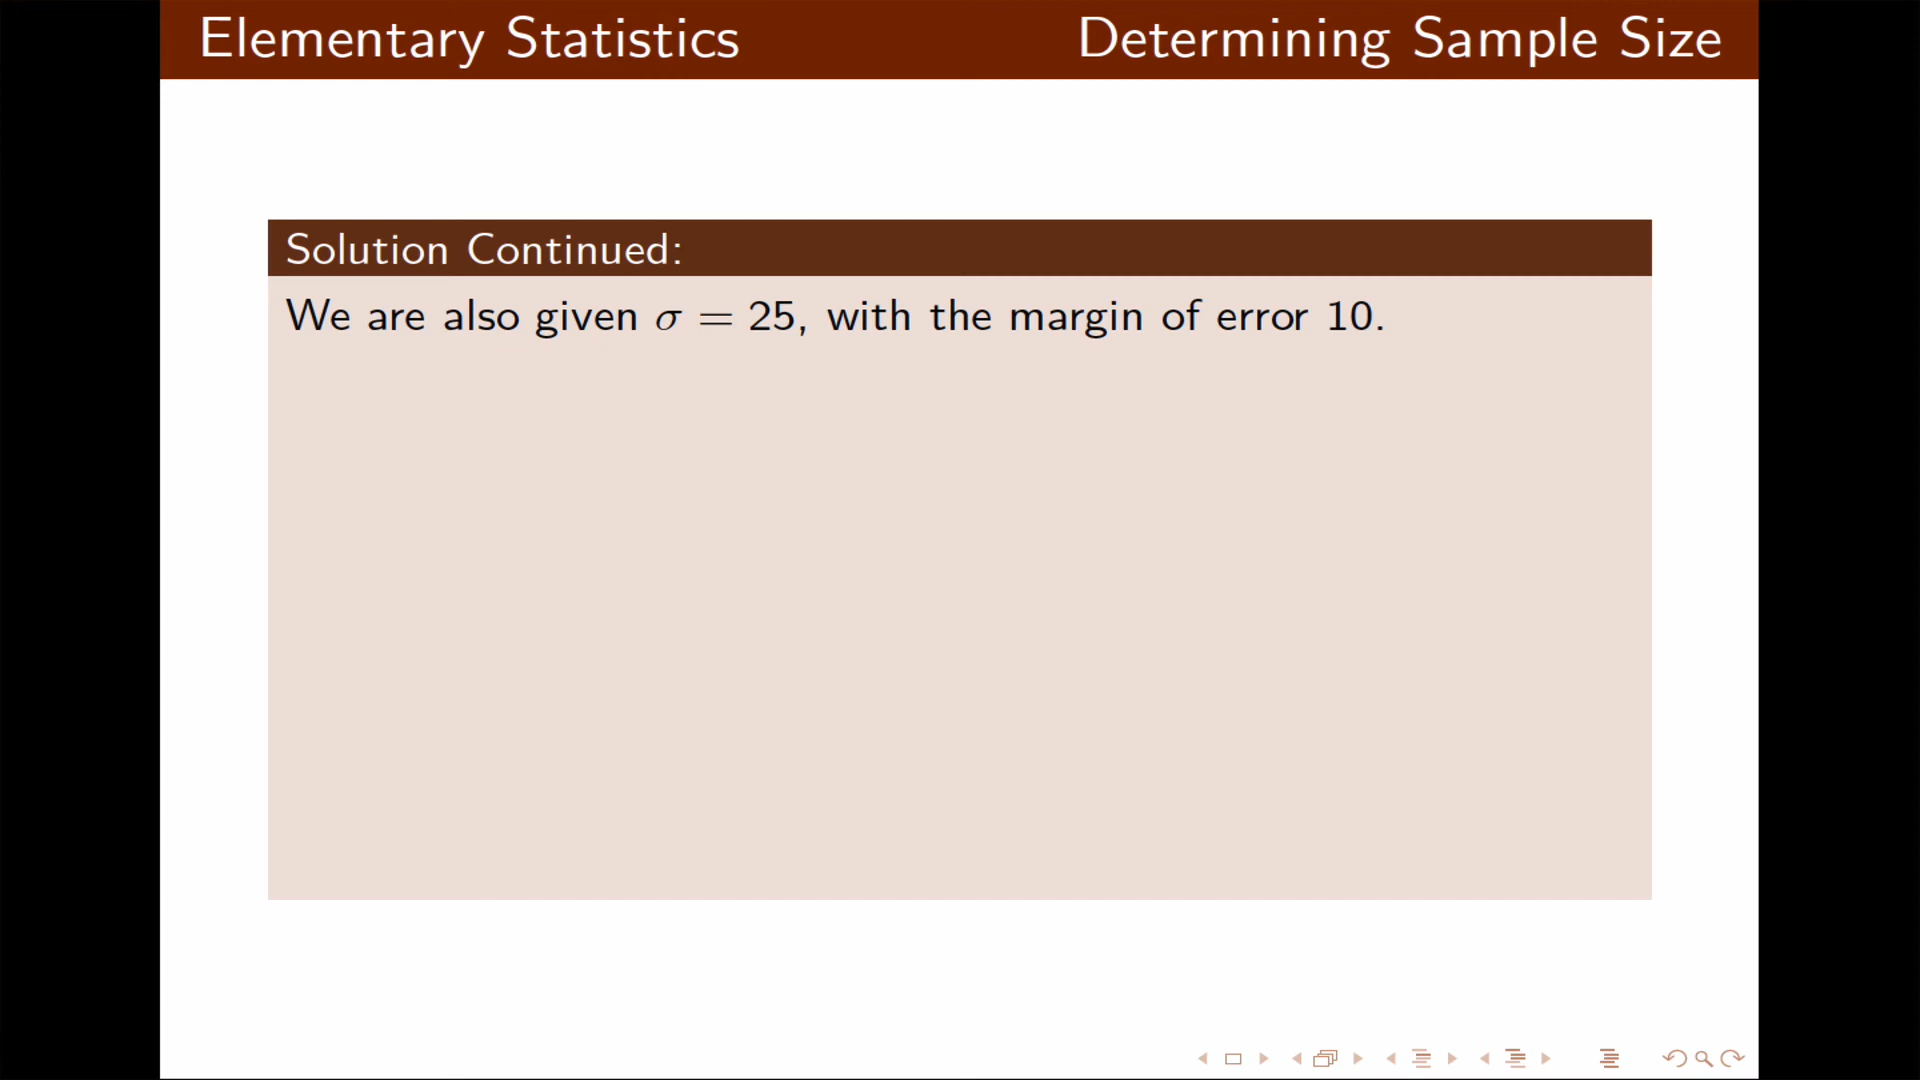 Elementary Statistics Determining Sample Size
Solution Continued:
We are also given σ = 25, with the margin of error 10.